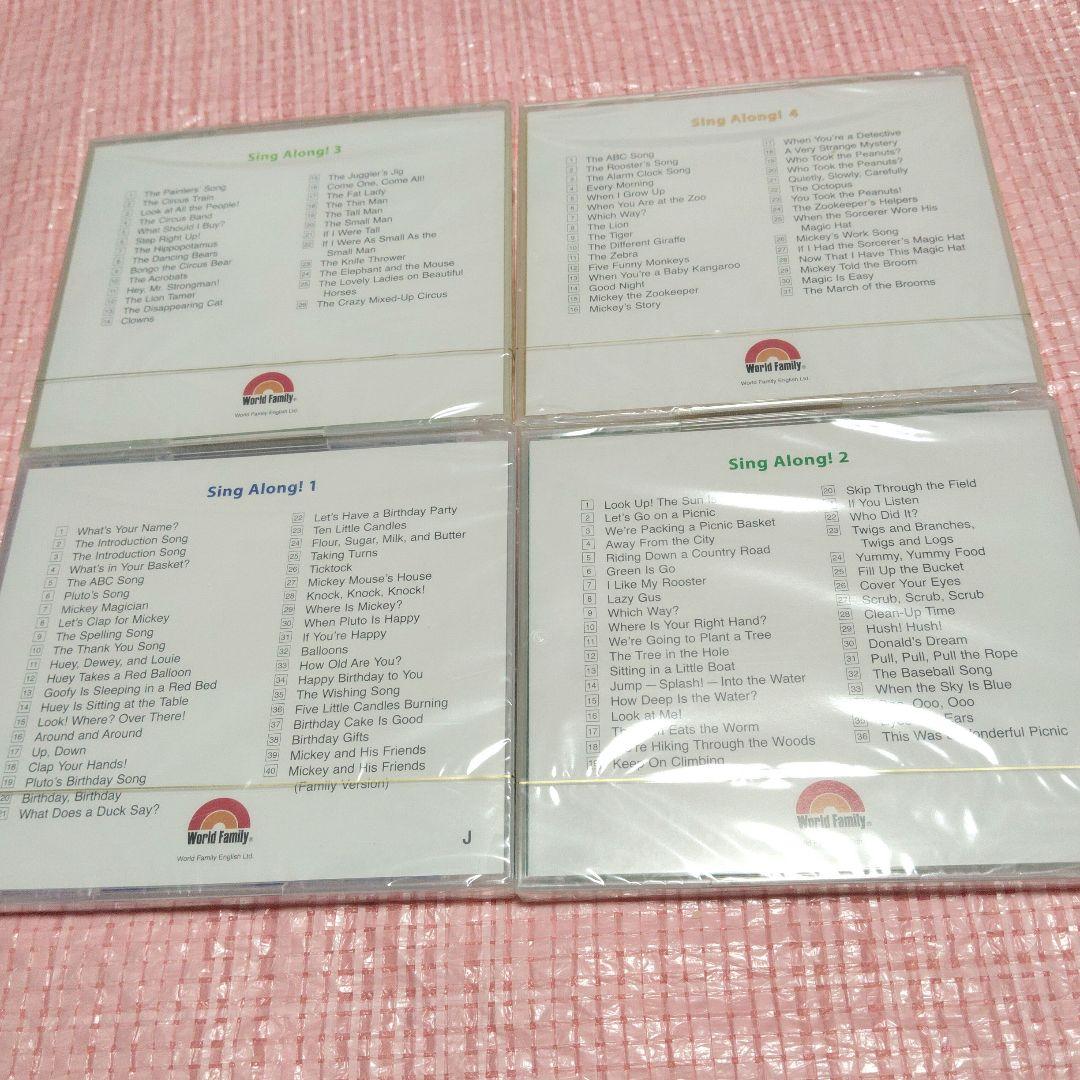 Sing Along! 3
1 The Painters' Song
2 The Circus Train
3 Look at All the People!
4 The Circus Band
5 What Should I Buy?
6 Step Right Up!
7 The Hippopotamus
8 The Dancing Bears
9 Bongo the Circus Bear
10 The Acrobats
11 Hey, Mr. Strongman!
12 The Lion Tamer
13 The Disappearing Cat
14 Clowns
15 The Juggler's Jig
16 Come One, Come All!
17 The Fat Lady
18 The Thin Man
19 The Tall Man
20 The Small Man
21 If I Were Tall
22 If I Were As Small As the
Small Man
23 The Knife Thrower
24 The Elephant and the Mouse
25 The Lovely Ladies on Beautiful
Horses
26 The Crazy Mixed-Up Circus
World Family®
World Family English Ltd.
Sing Along! 4
1 The ABC Song
2 The Rooster's Song
3 The Alarm Clock Song
4 Every Morning
5 When I Grow Up
6 When You Are at the Zoo
7 Which Way?
8 The Lion
9 The Tiger
10 The Different Giraffe
11 The Zebra
12 Five Funny Monkeys
13 When You're a Baby Kangaroo
14 Good Night
15 Mickey the Zookeeper
16 Mickey's Story
17 When You're a Detective
18 A Very Strange Mystery
19 Who Took the Peanuts?
20 Who Took the Peanuts?
21 Quietly, Slowly, Carefully
22 The Octopus
23 You Took the Peanuts!
24 The Zookeeper's Helpers
25 When the Sorcerer Wore His
Magic Hat
26 Mickey's Work Song
27 If I Had the Sorcerer's Magic Hat
28 Now That I Have This Magic Hat
29 Mickey Told the Broom
30 Magic Is Easy
31 The March of the Brooms
World Family®
World Family English Ltd.
Sing Along! 1
1 What's Your Name?
2 The Introduction Song
3 The Introduction Song
4 What's in Your Basket?
5 The ABC Song
6 Pluto's Song
7 Mickey Magician
8 Let's Clap for Mickey
9 The Spelling Song
10 The Thank You Song
11 Huey, Dewey, and Louie
12 Huey Takes a Red Balloon
13 Goofy Is Sleeping in a Red Bed
14 Huey Is Sitting at the Table
15 Look! Where? Over There!
16 Around and Around
17 Up, Down
18 Clap Your Hands!
19 Pluto's Birthday Song
20 Birthday, Birthday
21 What Does a Duck Say?
22 Let's Have a Birthday Party
23 Ten Little Candles
24 Flour, Sugar, Milk, and Butter
25 Taking Turns
26 Ticktock
27 Mickey Mouse's House
28 Knock, Knock, Knock!
29 Where Is Mickey?
30 When Pluto Is Happy
31 If You're Happy
32 Balloons
33 How Old Are You?
34 Happy Birthday to You
35 The Wishing Song
36 Five Little Candles Burning
37 Birthday Cake Is Good
38 Birthday Gifts
39 Mickey and His Friends
40 Mickey and His Friends
(Family Version)
World Family®
World Family English Ltd.
J
Sing Along! 2
1 Look Up! The Sun Is
2 Let's Go on a Picnic
3 We're Packing a Picnic Basket
4 Away From the City
5 Riding Down a Country Road
6 Green Is Go
7 I Like My Rooster
8 Lazy Gus
9 Which Way?
10 Where Is Your Right Hand?
11 We're Going to Plant a Tree
12 The Tree in the Hole
13 Sitting in a Little Boat
14 Jump — Splash! — Into the Water
15 How Deep Is the Water?
16 Look at Me!
17 Eats the Worm
18 Hiking Through the Woods
19 Keep On Climbing
20 Skip Through the Field
If You Listen
22 Who Did It?
23 Twigs and Branches,
Twigs and Logs
24 Yummy, Yummy Food
25 Fill Up the Bucket
26 Cover Your Eyes
27 Scrub, Scrub, Scrub
28 Clean-Up Time
29 Hush! Hush!
30 Donald's Dream
31 Pull, Pull, Pull the Rope
32 The Baseball Song
33 When the Sky Is Blue
Ooo, Ooo
35 Ears
36 This Was a Wonderful Picnic
World Family®